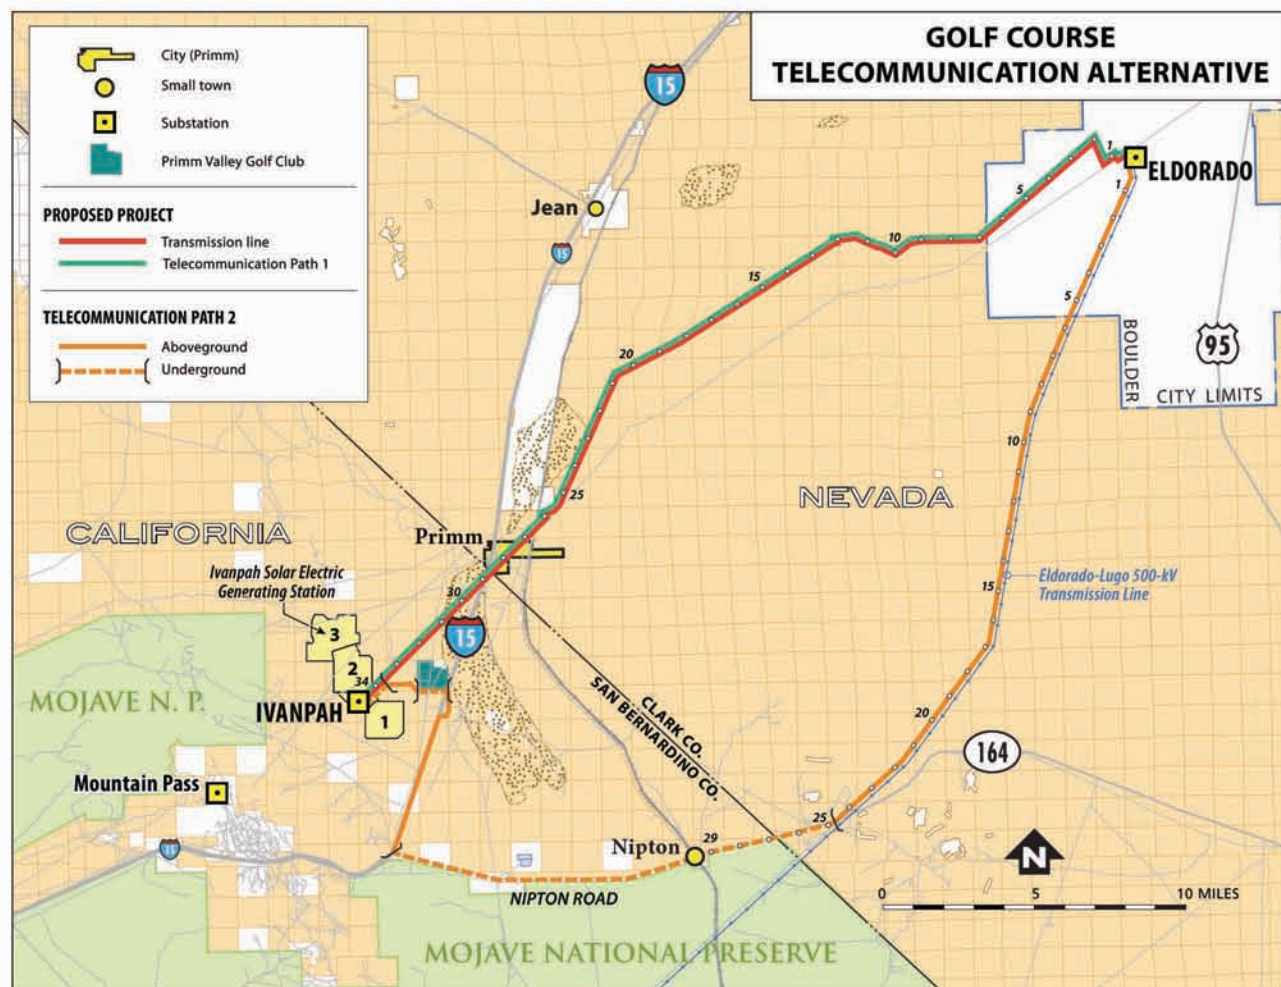 GOLF COURSE
TELECOMMUNICATION ALTERNATIVE
City (Primm)
Small town
Substation
Primm Valley Golf Club
PROPOSED PROJECT
Transmission line
Telecommunication Path 1
TELECOMMUNICATION PATH 2
Aboveground
Underground
15
1
ELDORADO
1
5
Jean
10
15
15
5
20
BOULDER
CITY LIMITS
95
10
25
NEVADA
CALIFORNIA
Primm
Ivanpah Solar Electric
Generating Station
15
Eldorado-Lugo 500-kV
Transmission Line
30
15
3
2
34
MOJAVE N. P.
IVANPAH
1
CLARK CO.
SAN BERNARDINO CO.
20
164
Mountain Pass
25
15
Nipton
29
N
NIPTON ROAD
0
5
10 MILES
MOJAVE NATIONAL PRESERVE